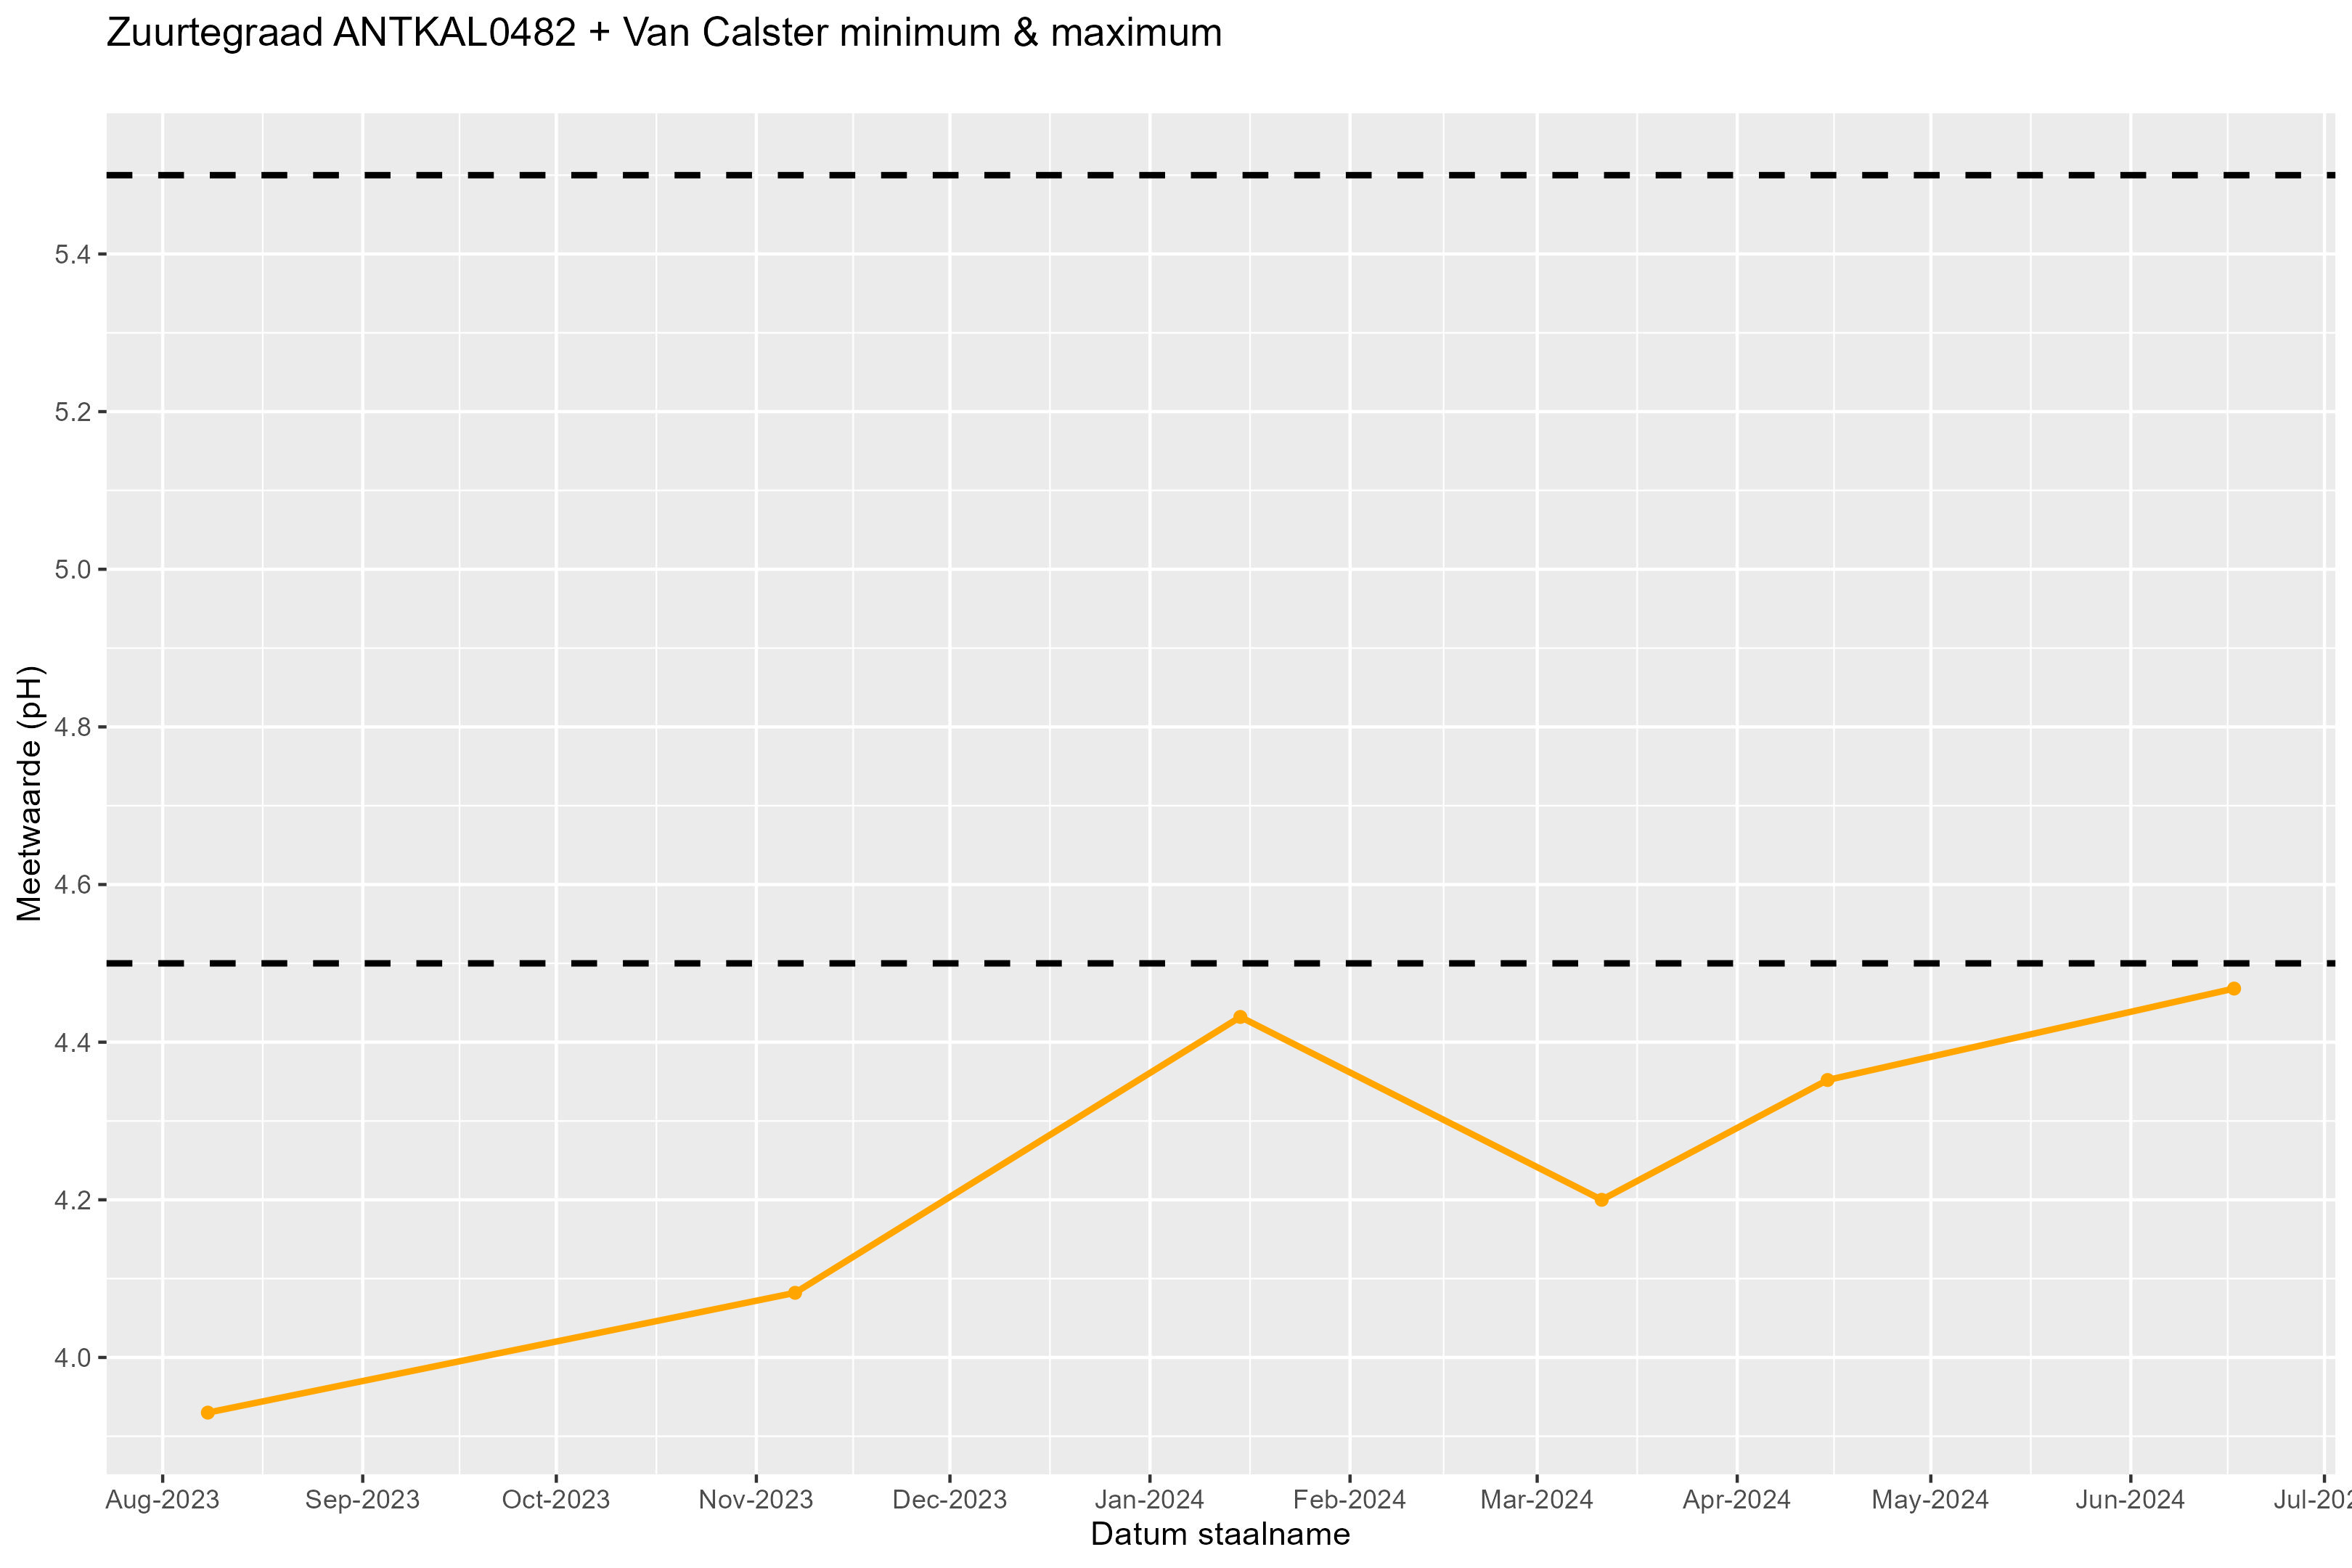 Zuurtegraad ANTKAL0482 + Van Calster minimum & maximum
Meetwaarde (pH)
5.4
5.2
5.0
4.8
4.6
4.4
4.2
4.0
Aug-2023 Sep-2023 Oct-2023 Nov-2023 Dec-2023 Jan-2024 Feb-2024 Mar-2024 Apr-2024 May-2024 Jun-2024
Datum staalname